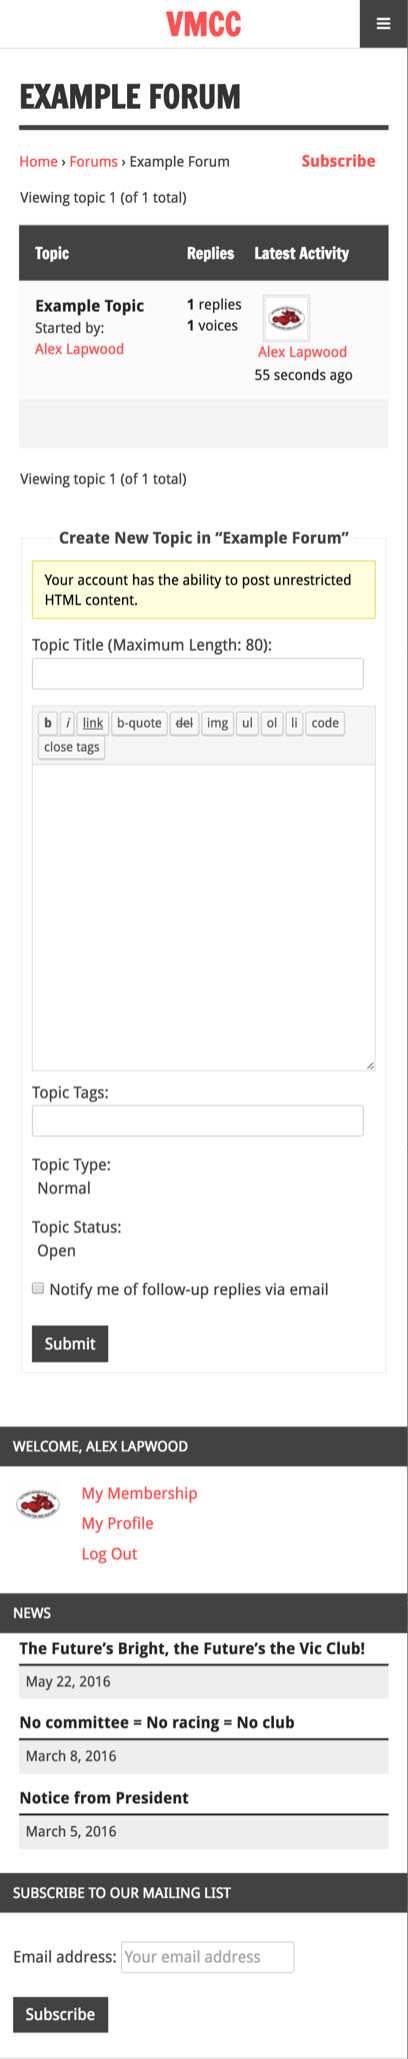 VMCC
EXAMPLE FORUM
Home › Forums › Example Forum Subscribe
Viewing topic 1 (of 1 total)
Topic Replies Latest Activity
Example Topic 1 replies
Started by: 1 voices
Alex Lapwood Alex Lapwood
55 seconds ago
Viewing topic 1 (of 1 total)
Create New Topic in “Example Forum”
Your account has the ability to post unrestricted
HTML content.
Topic Title (Maximum Length: 80):
b i link b-quote del img ul ol li code
close tags
Topic Tags:
Topic Type:
Normal
Topic Status:
Open
Notify me of follow-up replies via email
Submit
WELCOME, ALEX LAPWOOD
My Membership
My Profile
Log Out
NEWS
The Future’s Bright, the Future’s the Vic Club!
May 22, 2016
No committee = No racing = No club
March 8, 2016
Notice from President
March 5, 2016
SUBSCRIBE TO OUR MAILING LIST
Email address: Your email address
Subscribe